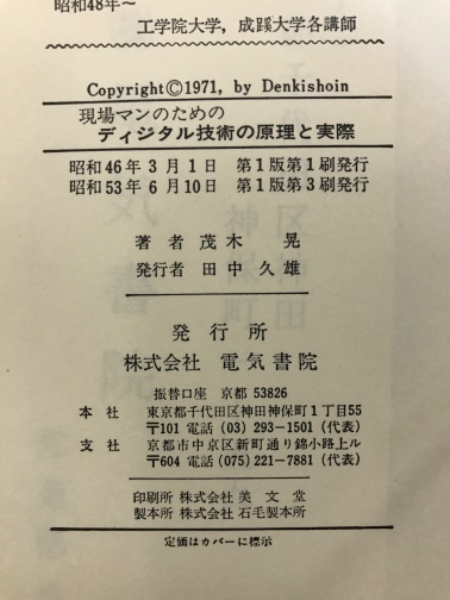 昭和48年〜
工学院大学，成蹊大学各講師
Copyright©1971, by Denkishoin
現場マンのための
ディジタル技術の原理と実際
昭和46年3月1日 第1版第1刷発行
昭和53年6月10日 第1版第3刷発行
著者 茂木 晃
発行者 田中久雄
発行所
株式会社 電気書院
振替口座 京都 53826
本社 東京都千代田区神田神保町1丁目55
〒101 電話 (03) 293-1501 (代表)
支社 京都市中京区新町通り錦小路上ル
〒604 電話 (075) 221-7881 (代表)
印刷所 株式会社 美文堂
製本所 株式会社 石毛製本所
定価はカバーに標示